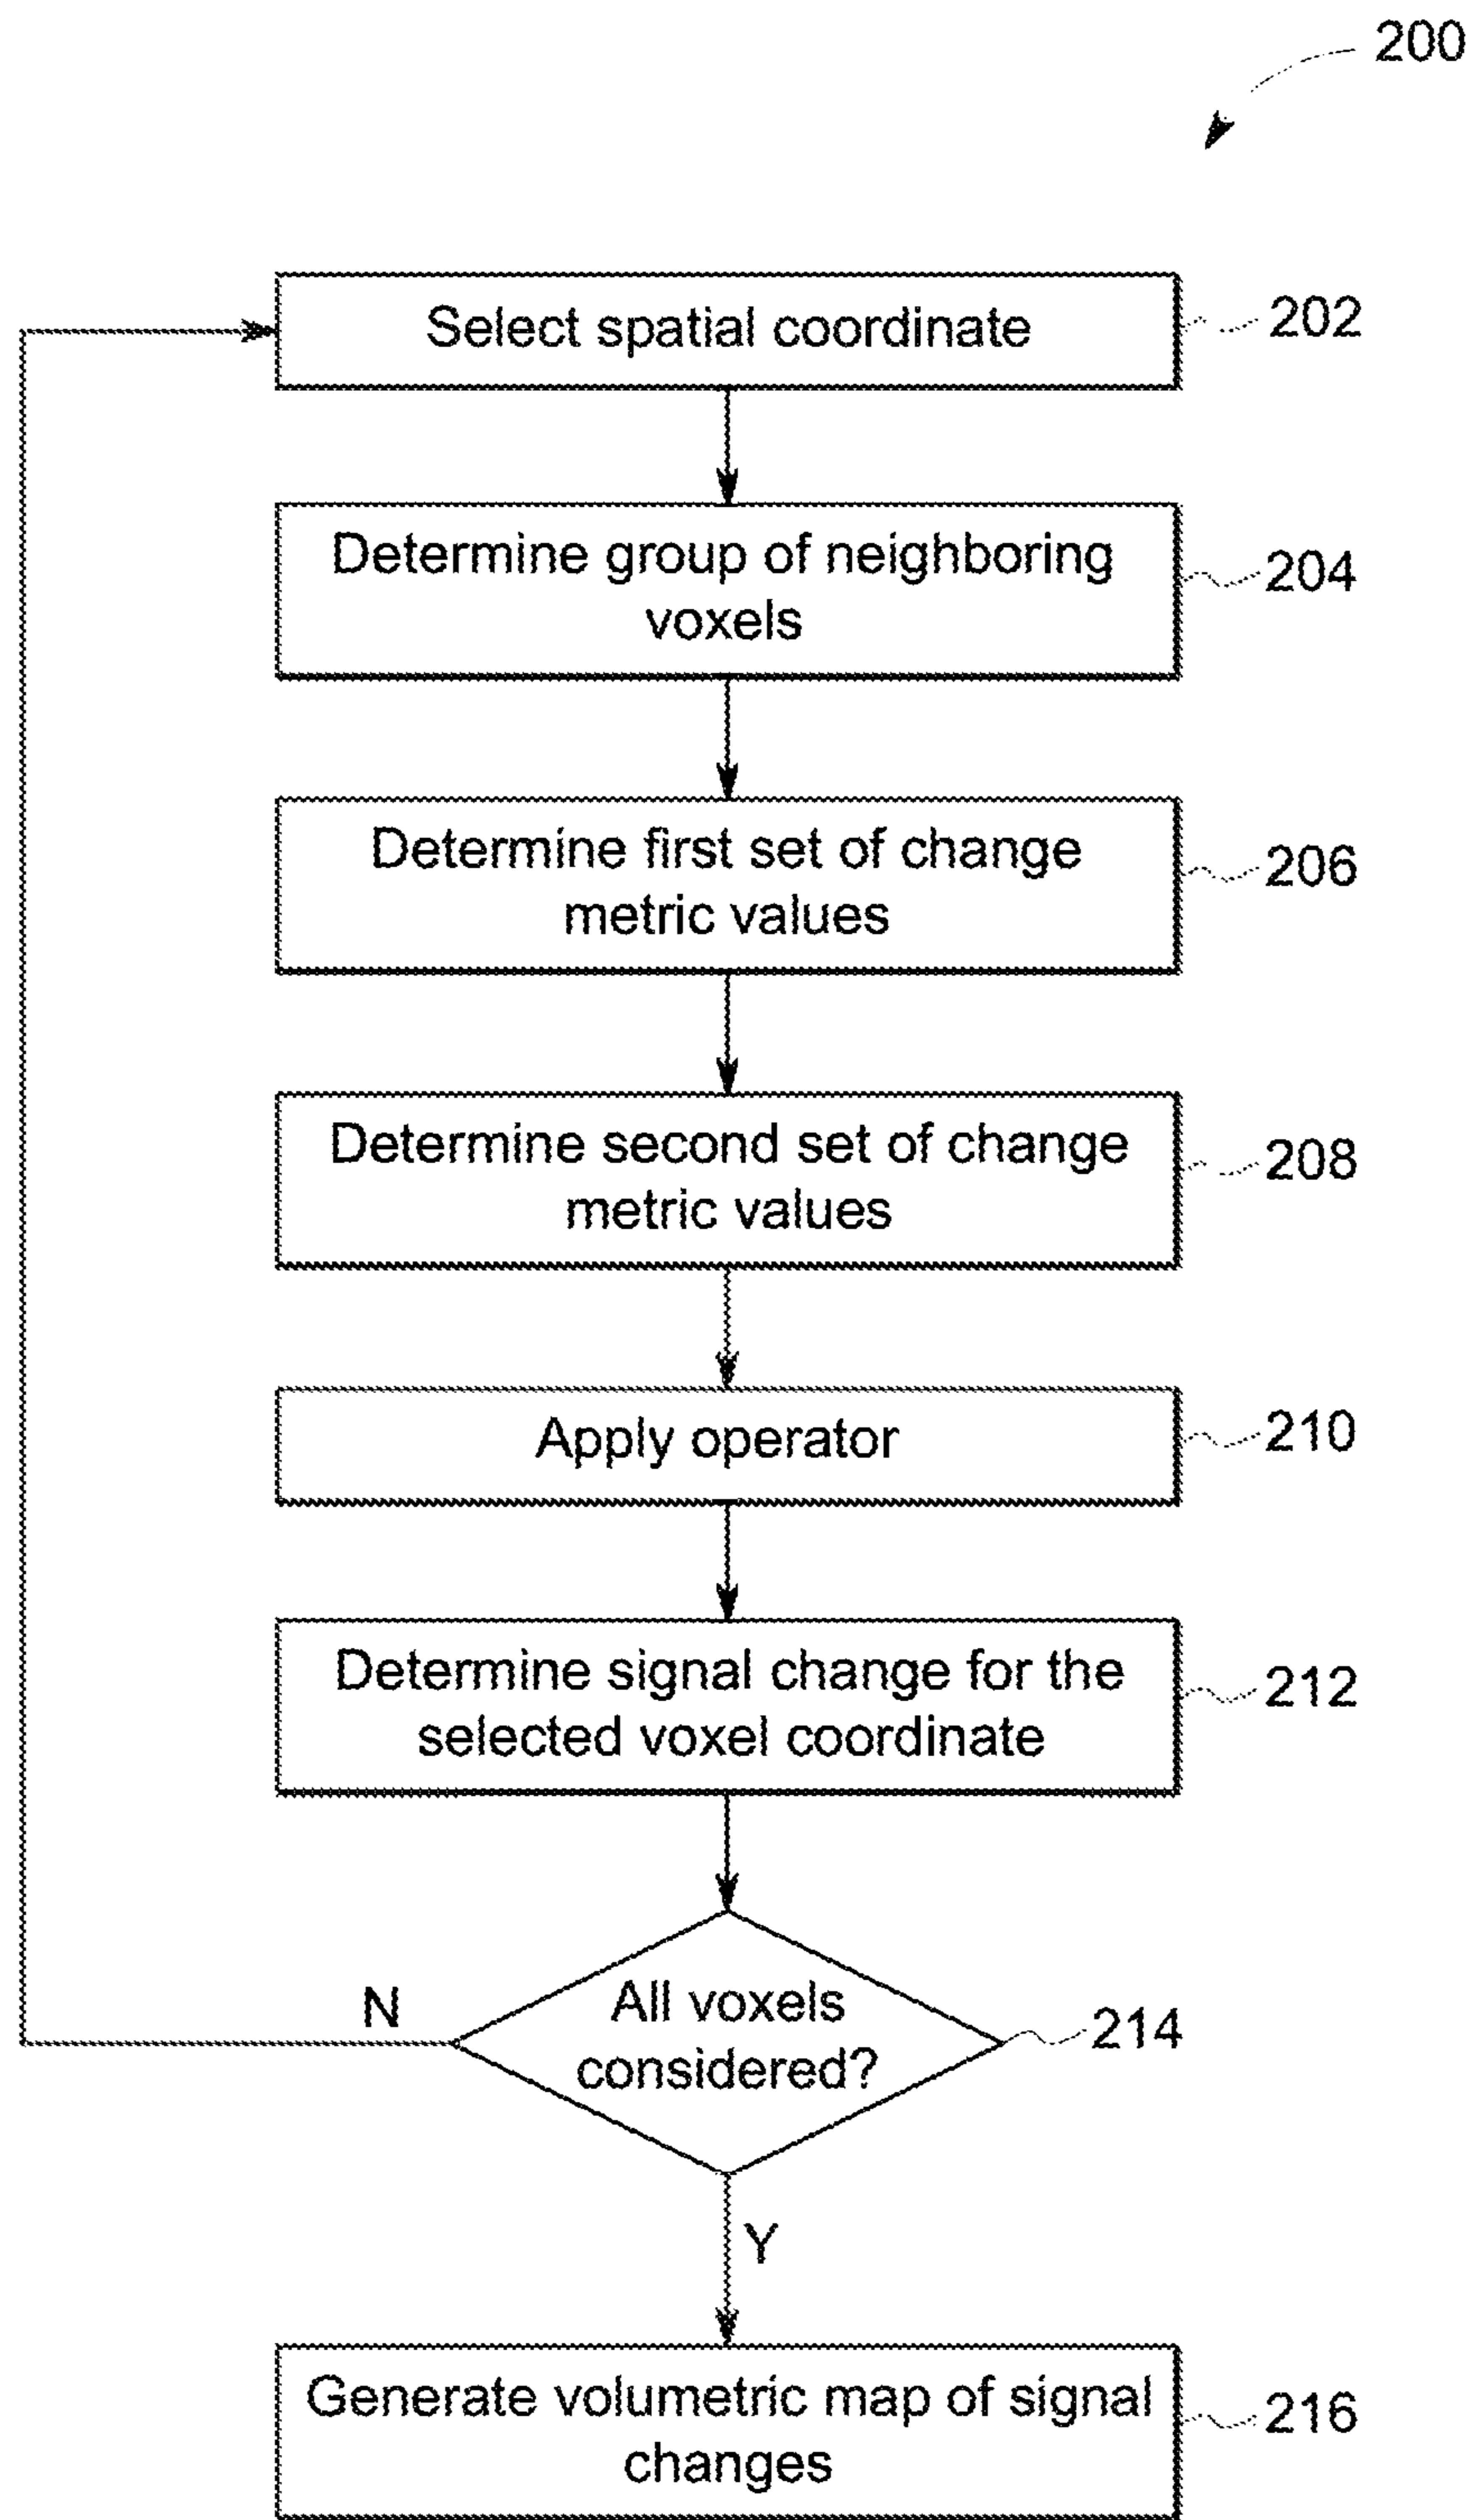 200
Select spatial coordinate
202
Determine group of neighboring
voxels
204
Determine first set of change
metric values
206
Determine second set of change
metric values
208
Apply operator
210
Determine signal change for the
selected voxel coordinate
212
All voxels
considered?
214
N
Y
Generate volumetric map of signal
changes
216